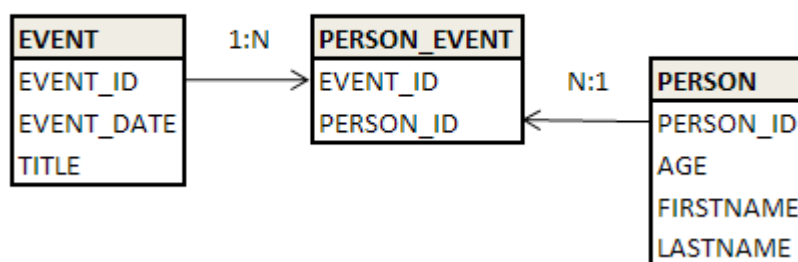 EVENT
EVENT_ID
EVENT_DATE
TITLE
1:N
PERSON_EVENT
EVENT_ID
PERSON_ID
N:1
PERSON
PERSON_ID
AGE
FIRSTNAME
LASTNAME